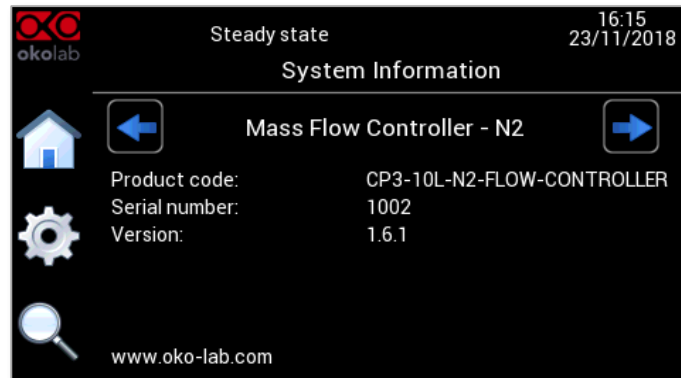 Steady state
16:15
23/11/2018
okolab
System Information
Mass Flow Controller - N2
Product code: CP3-10L-N2-FLOW-CONTROLLER
Serial number: 1002
Version: 1.6.1
www.oko-lab.com